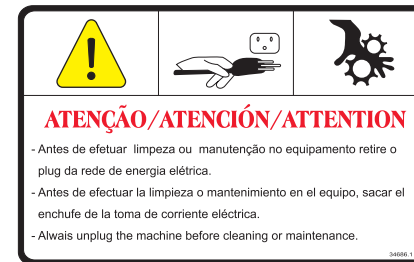 ATENÇÃO/ATENCIÓN/ATTENTION
- Antes de efetuar limpeza ou manutenção no equipamento retire o
plug da rede de energia elétrica.
- Antes de efectuar la limpieza o mantenimiento en el equipo, sacar el
enchufe de la toma de corriente eléctrica.
- Alwais unplug the machine before cleaning or maintenance.
34686.1